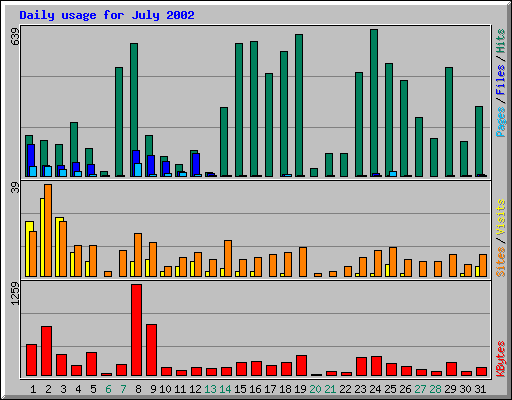 Daily usage for July 2002
639
Pages / Files / Hits
39
Sites / Visits
1259
KBytes
1 2 3 4 5 6 7 8 9 10 11 12 13 14 15 16 17 18 19 20 21 22 23 24 25 26 27 28 29 30 31